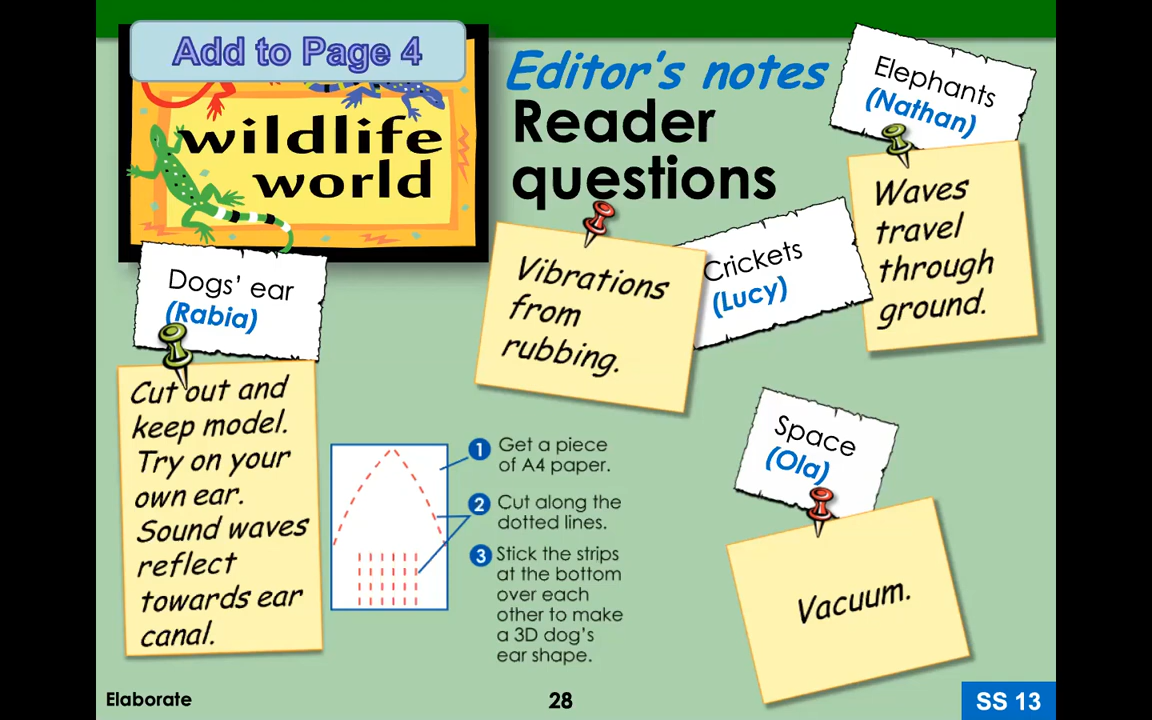 Add to Page 4
wildlife
world
Editor's notes
Reader
questions
Elephants
(Nathan)
Waves
travel
through
ground.
Crickets
(Lucy)
Vibrations
from
rubbing.
Dogs' ear
(Rabia)
Cut out and
keep model.
Try on your
own ear.
Sound waves
reflect
towards ear
canal.
1 Get a piece
of A4 paper.
2 Cut along the
dotted lines.
3 Stick the strips
at the bottom
over each
other to make
a 3D dog's
ear shape.
Space
(Ola)
Vacuum.
Elaborate
28
SS 13